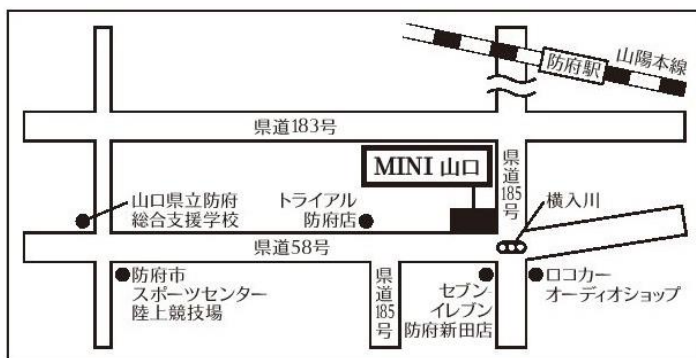 山陽本線
防府駅
県道183号
MINI 山口
県道185号
横入川
山口県立防府
総合支援学校
トライアル
防府店
県道58号
防府市
スポーツセンター
陸上競技場
県道185号
セブン-
イレブン
防府新田店
ロコカー
オーディオショップ